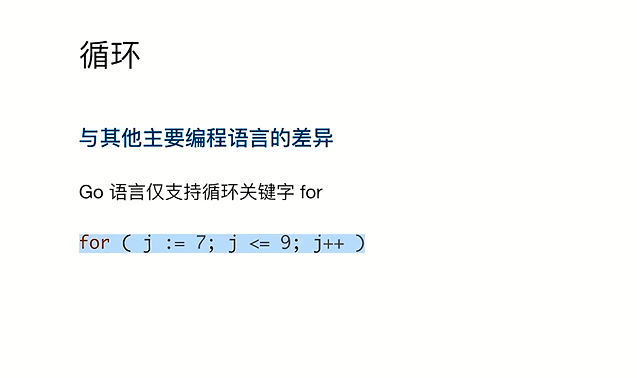 循环
与其他主要编程语言的差异
Go 语言仅支持循环关键字 for
for ( j := 7; j <= 9; j++ )